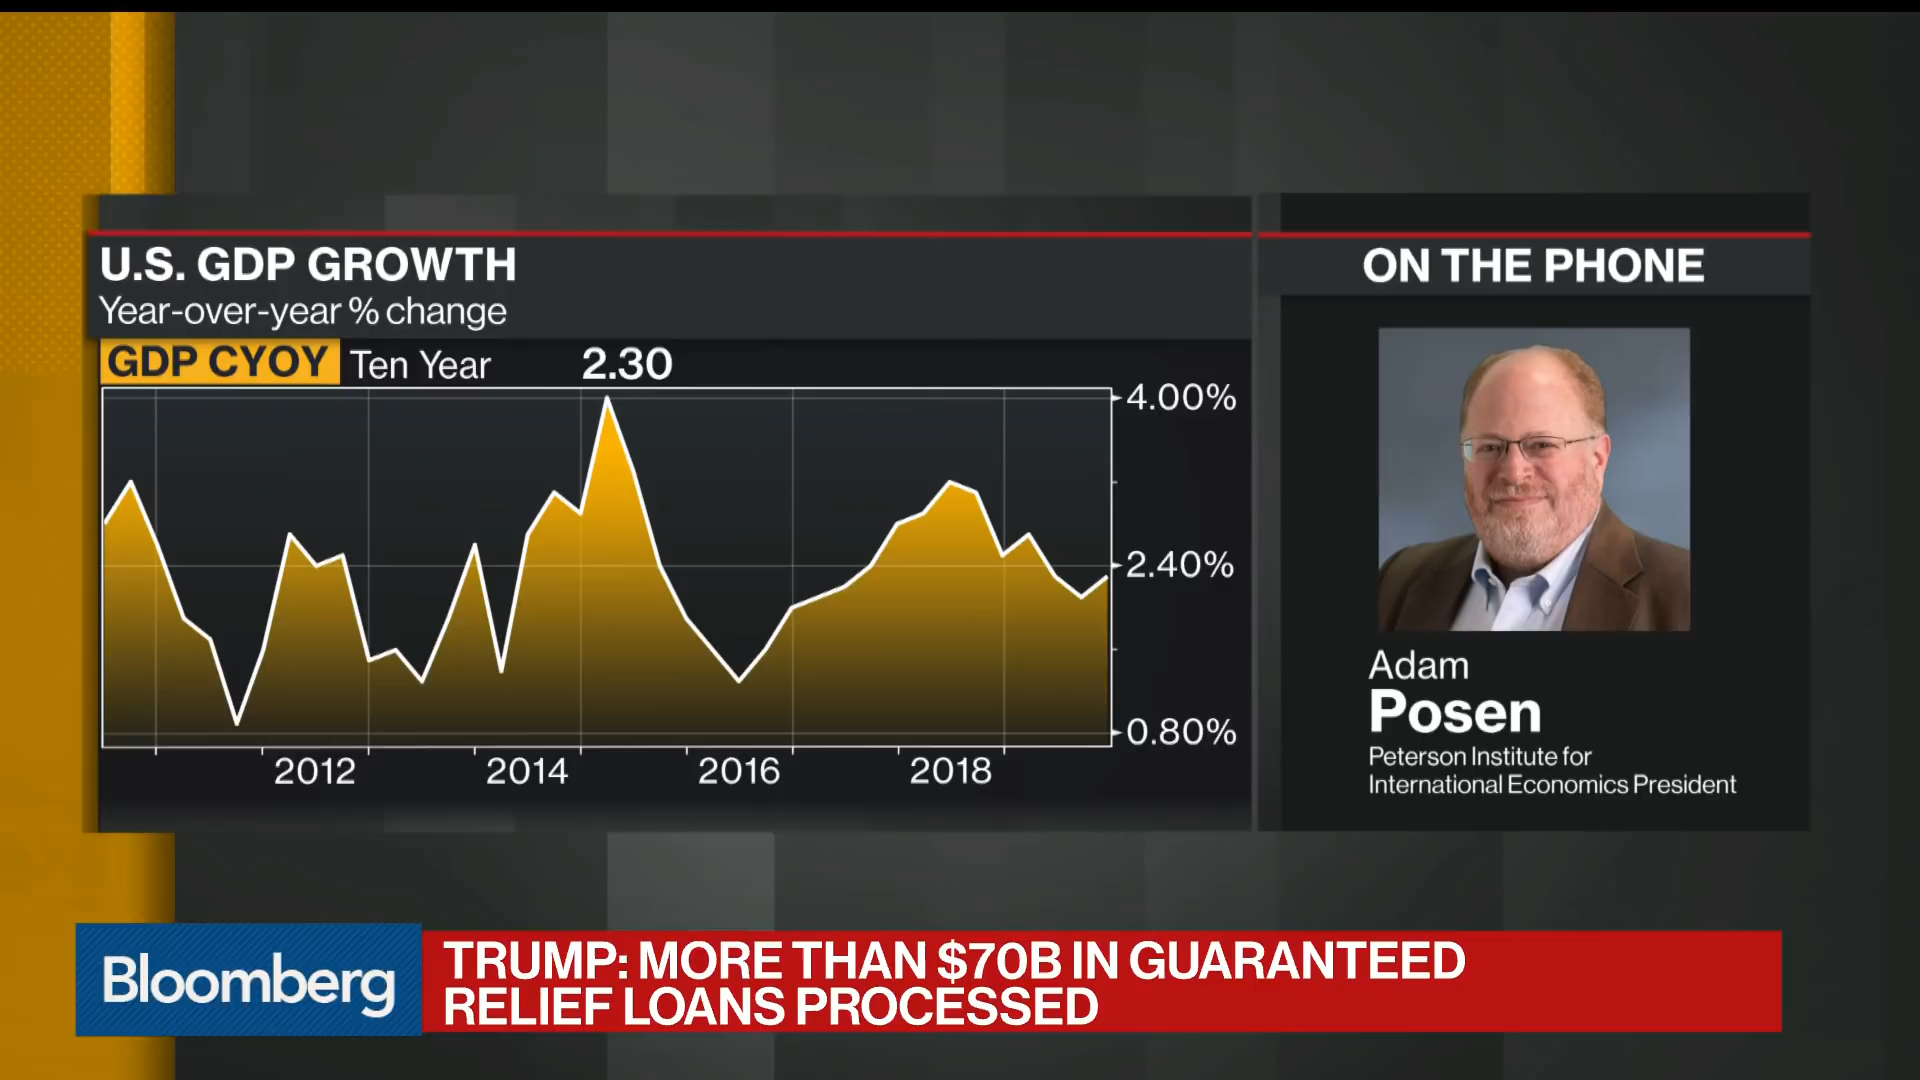 U.S. GDP GROWTH
Year-over-year % change
GDP CYOY Ten Year 2.30
4.00%
2.40%
0.80%
2012 2014 2016 2018
ON THE PHONE
Adam
Posen
Peterson Institute for
International Economics President
Bloomberg
TRUMP: MORE THAN $70B IN GUARANTEED
RELIEF LOANS PROCESSED